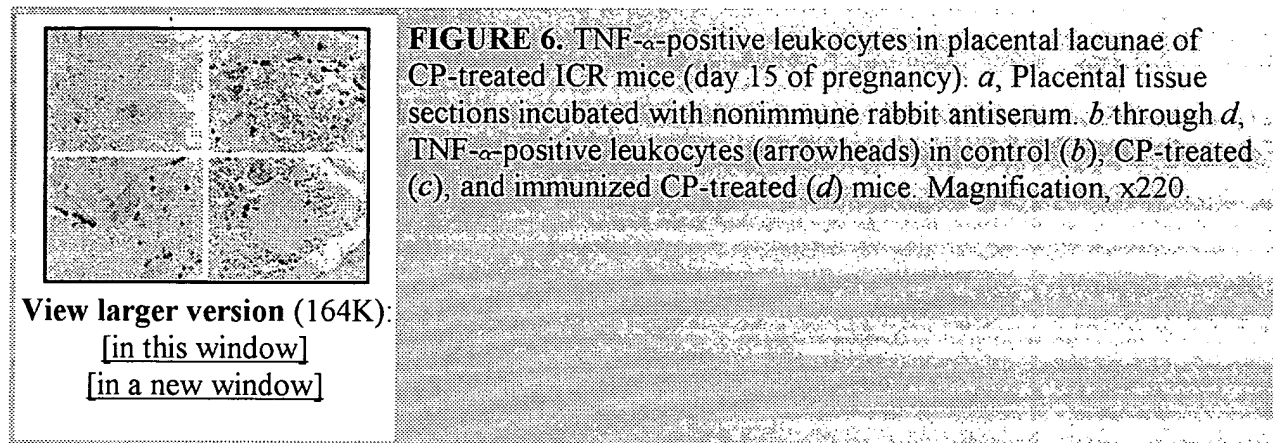 FIGURE 6. TNF-α-positive leukocytes in placental lacunae of
CP-treated ICR mice (day 15 of pregnancy). a, Placental tissue
sections incubated with nonimmune rabbit antiserum. b through d,
TNF-α-positive leukocytes (arrowheads) in control (b), CP-treated
(c), and immunized CP-treated (d) mice. Magnification, x220.
View larger version (164K):
[in this window]
[in a new window]